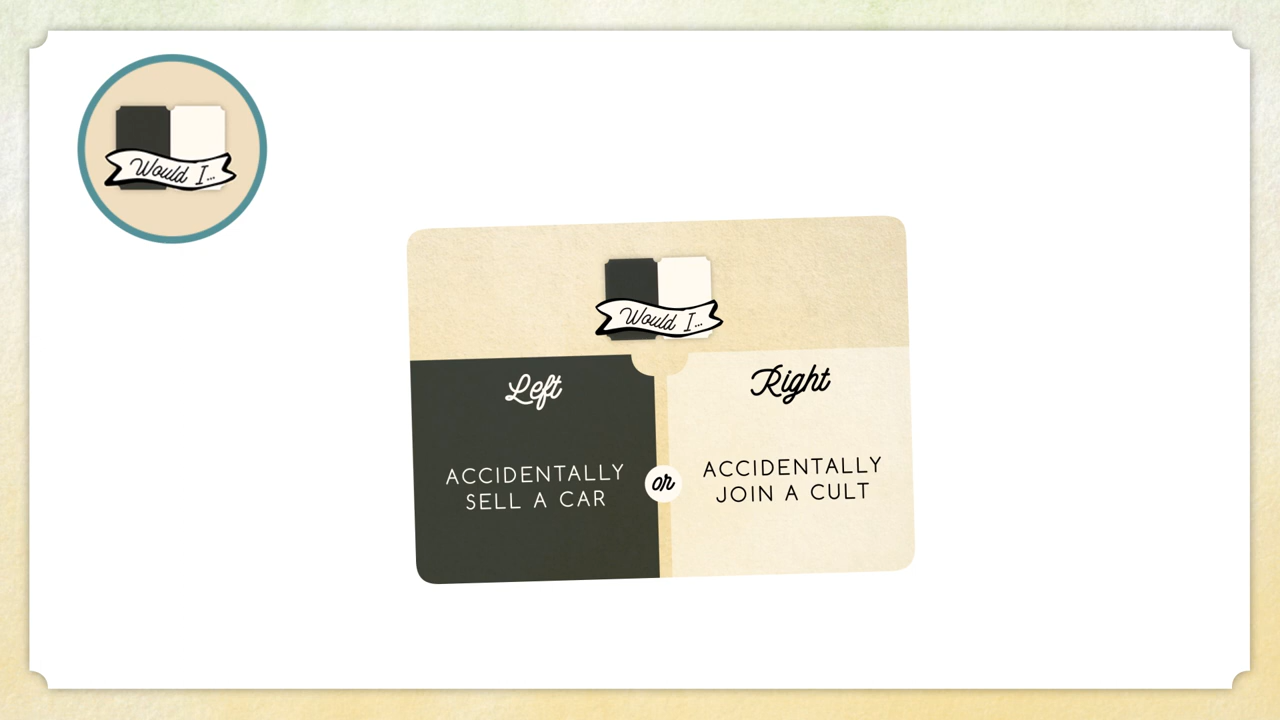 Would I...
Would I...
Left
Right
ACCIDENTALLY
SELL A CAR
or
ACCIDENTALLY
JOIN A CULT